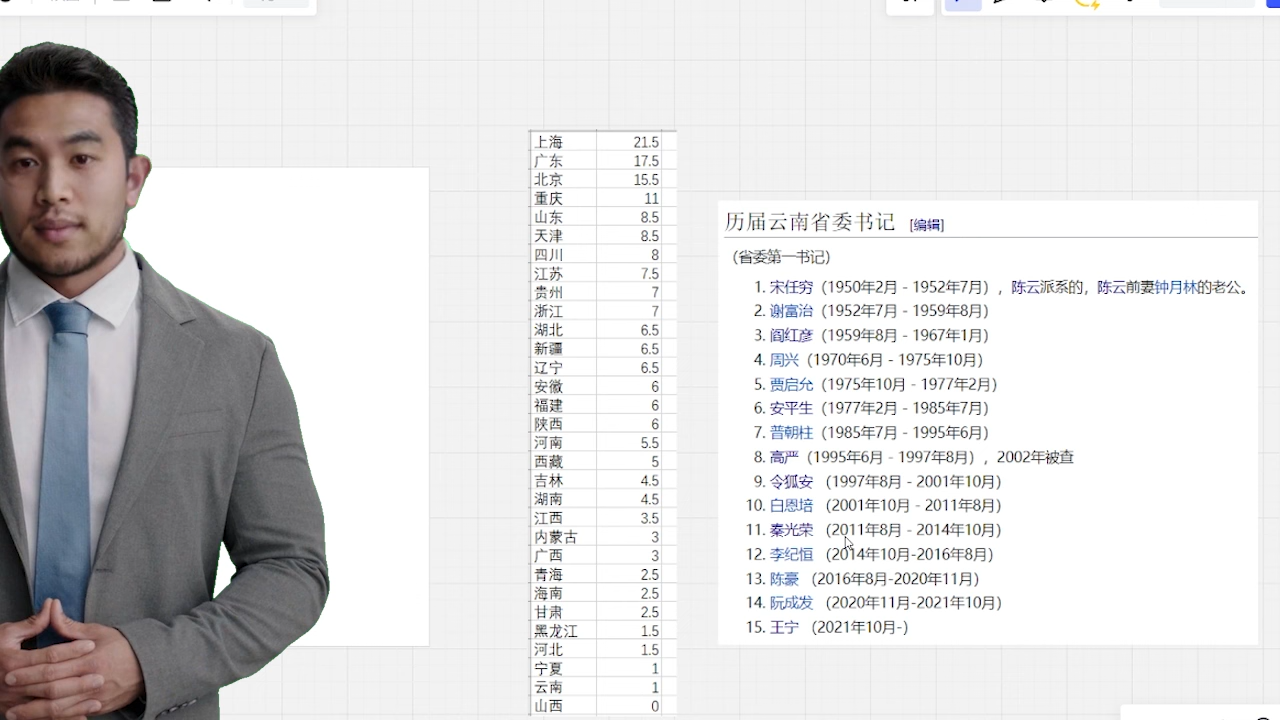 上海 21.5
广东 17.5
北京 15.5
重庆 11
山东 8.5
天津 8.5
四川 8
江苏 7.5
贵州 7
浙江 7
湖北 6.5
新疆 6.5
辽宁 6.5
安徽 6
福建 6
陕西 6
河南 5.5
西藏 5
吉林 4.5
湖南 4.5
江西 3.5
内蒙古 3
广西 3
青海 2.5
海南 2.5
甘肃 2.5
黑龙江 1.5
河北 1.5
宁夏 1
云南 1
山西 0
历届云南省委书记 [编辑]
（省委第一书记）
1. 宋任穷（1950年2月 - 1952年7月），陈云派系的，陈云前妻钟月林的老公。
2. 谢富治（1952年7月 - 1959年8月）
3. 阎红彦（1959年8月 - 1967年1月）
4. 周兴（1970年6月 - 1975年10月）
5. 贾启允（1975年10月 - 1977年2月）
6. 安平生（1977年2月 - 1985年7月）
7. 普朝柱（1985年7月 - 1995年6月）
8. 高严（1995年6月 - 1997年8月），2002年被查
9. 令狐安 （1997年8月 - 2001年10月）
10. 白恩培 （2001年10月 - 2011年8月）
11. 秦光荣 （2011年8月 - 2014年10月）
12. 李纪恒 （2014年10月-2016年8月）
13. 陈豪 （2016年8月-2020年11月）
14. 阮成发 （2020年11月-2021年10月）
15. 王宁 （2021年10月-）